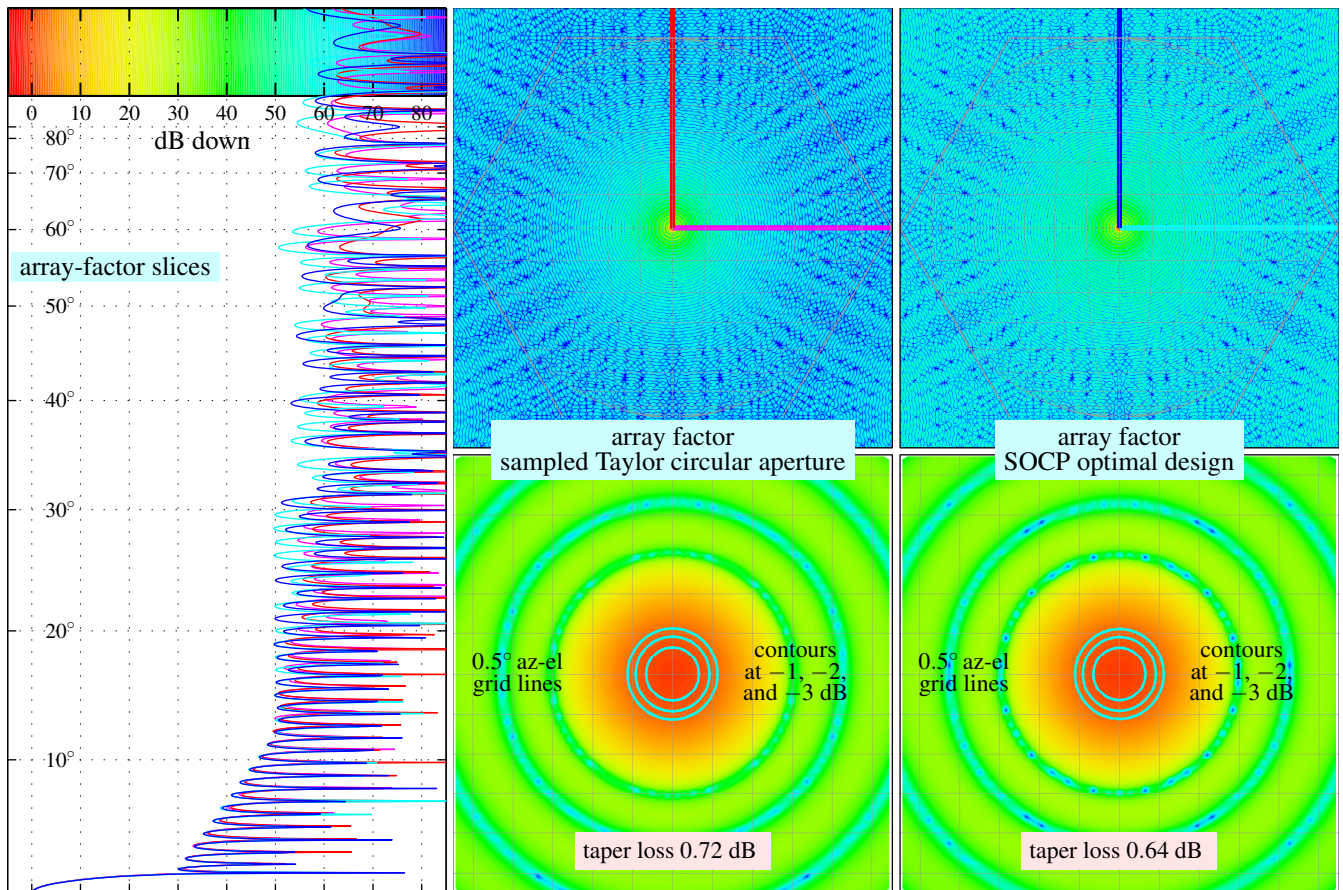 0 10 20 30 40 50 60 70 80
dB down
80°
70°
60°
array-factor slices
50°
40°
30°
20°
10°
array factor
sampled Taylor circular aperture
array factor
SOCP optimal design
0.5° az-el
grid lines
contours
at −1, −2,
and −3 dB
taper loss 0.72 dB
0.5° az-el
grid lines
contours
at −1, −2,
and −3 dB
taper loss 0.64 dB